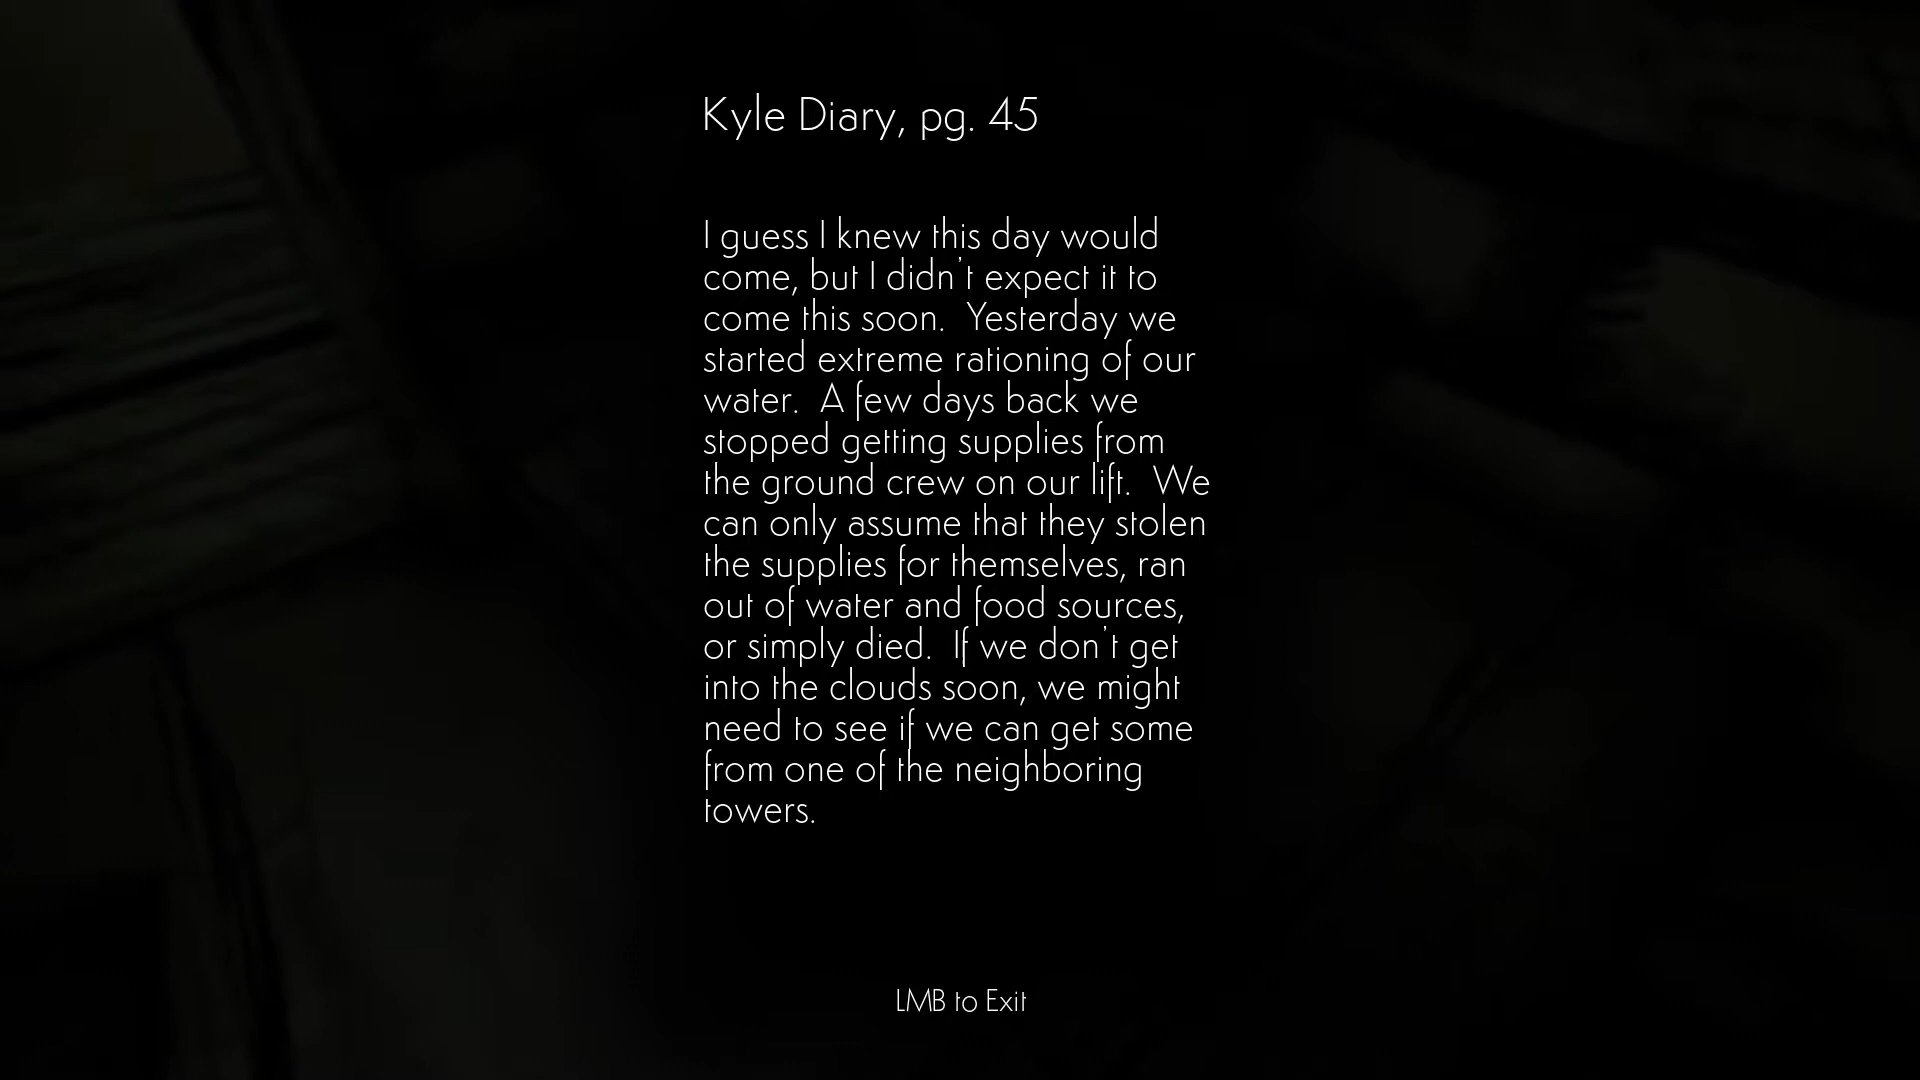 Kyle Diary, pg. 45
I guess I knew this day would
come, but I didn't expect it to
come this soon.  Yesterday we
started extreme rationing of our
water.  A few days back we
stopped getting supplies from
the ground crew on our lift.  We
can only assume that they stolen
the supplies for themselves, ran
out of water and food sources,
or simply died.  If we don't get
into the clouds soon, we might
need to see if we can get some
from one of the neighboring
towers.
LMB to Exit